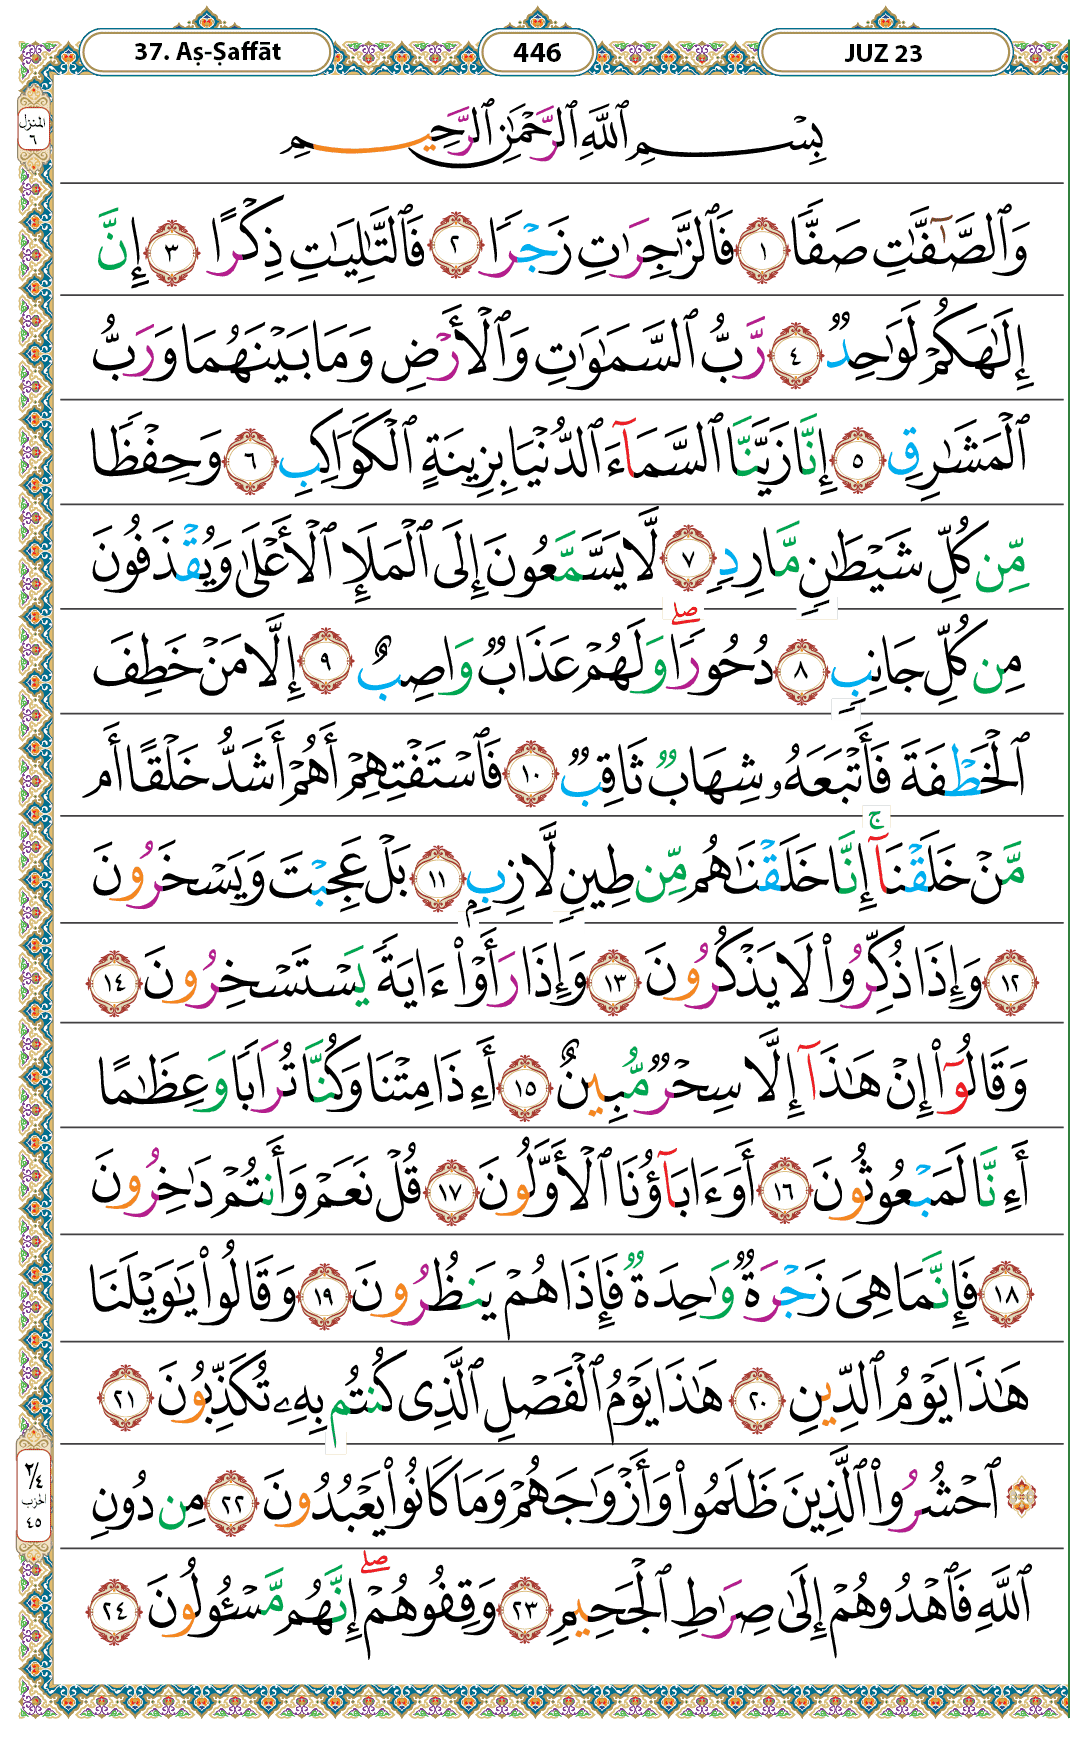 37. Aṣ-Ṣaffāt
446
JUZ 23
المنزل
٦
بِسْمِ ٱللَّهِ ٱلرَّحْمَٰنِ ٱلرَّحِيمِ
وَٱلصَّٰٓفَّٰتِ صَفًّا ١ فَٱلزَّٰجِرَٰتِ زَجْرًا ٢ فَٱلتَّٰلِيَٰتِ ذِكْرًا ٣ إِنَّ
إِلَٰهَكُمْ لَوَٰحِدٌ ٤ رَّبُّ ٱلسَّمَٰوَٰتِ وَٱلْأَرْضِ وَمَا بَيْنَهُمَا وَرَبُّ
ٱلْمَشَٰرِقِ ٥ إِنَّا زَيَّنَّا ٱلسَّمَآءَ ٱلدُّنْيَا بِزِينَةٍ ٱلْكَوَاكِبِ ٦ وَحِفْظًا
مِّن كُلِّ شَيْطَٰنٍ مَّارِدٍ ٧ لَّا يَسَّمَّعُونَ إِلَى ٱلْمَلَإِ ٱلْأَعْلَىٰ وَيُقْذَفُونَ
مِن كُلِّ جَانِبٍ ٨ دُحُورًا ۖ وَلَهُمْ عَذَابٌ وَاصِبٌ ٩ إِلَّا مَنْ خَطِفَ
ٱلْخَطْفَةَ فَأَتْبَعَهُۥ شِهَابٌ ثَاقِبٌ ١٠ فَٱسْتَفْتِهِمْ أَهُمْ أَشَدُّ خَلْقًا أَم
مَّنْ خَلَقْنَآ ۚ إِنَّا خَلَقْنَٰهُم مِّن طِينٍ لَّازِبٍۭ ١١ بَلْ عَجِبْتَ وَيَسْخَرُونَ
١٢ وَإِذَا ذُكِّرُوا۟ لَا يَذْكُرُونَ ١٣ وَإِذَا رَأَوْا۟ ءَايَةً يَسْتَسْخِرُونَ ١٤
وَقَالُوٓا۟ إِنْ هَٰذَآ إِلَّا سِحْرٌ مُّبِينٌ ١٥ أَءِذَا مِتْنَا وَكُنَّا تُرَابًا وَعِظَٰمًا
أَءِنَّا لَمَبْعُوثُونَ ١٦ أَوَءَابَآؤُنَا ٱلْأَوَّلُونَ ١٧ قُلْ نَعَمْ وَأَنتُمْ دَٰخِرُونَ
١٨ فَإِنَّمَا هِىَ زَجْرَةٌ وَٰحِدَةٌ فَإِذَا هُمْ يَنظُرُونَ ١٩ وَقَالُوا۟ يَٰوَيْلَنَا
هَٰذَا يَوْمُ ٱلدِّينِ ٢٠ هَٰذَا يَوْمُ ٱلْفَصْلِ ٱلَّذِى كُنتُم بِهِۦ تُكَذِّبُونَ ٢١
۞ ٱحْشُرُوا۟ ٱلَّذِينَ ظَلَمُوا۟ وَأَزْوَٰجَهُمْ وَمَا كَانُوا۟ يَعْبُدُونَ ٢٢ مِن دُونِ
ٱللَّهِ فَٱهْدُوهُمْ إِلَىٰ صِرَٰطِ ٱلْجَحِيمِ ٢٣ وَقِفُوهُمْ ۖ إِنَّهُم مَّسْـُٔولُونَ ٢٤
٢/٤
الحزب
٤٥